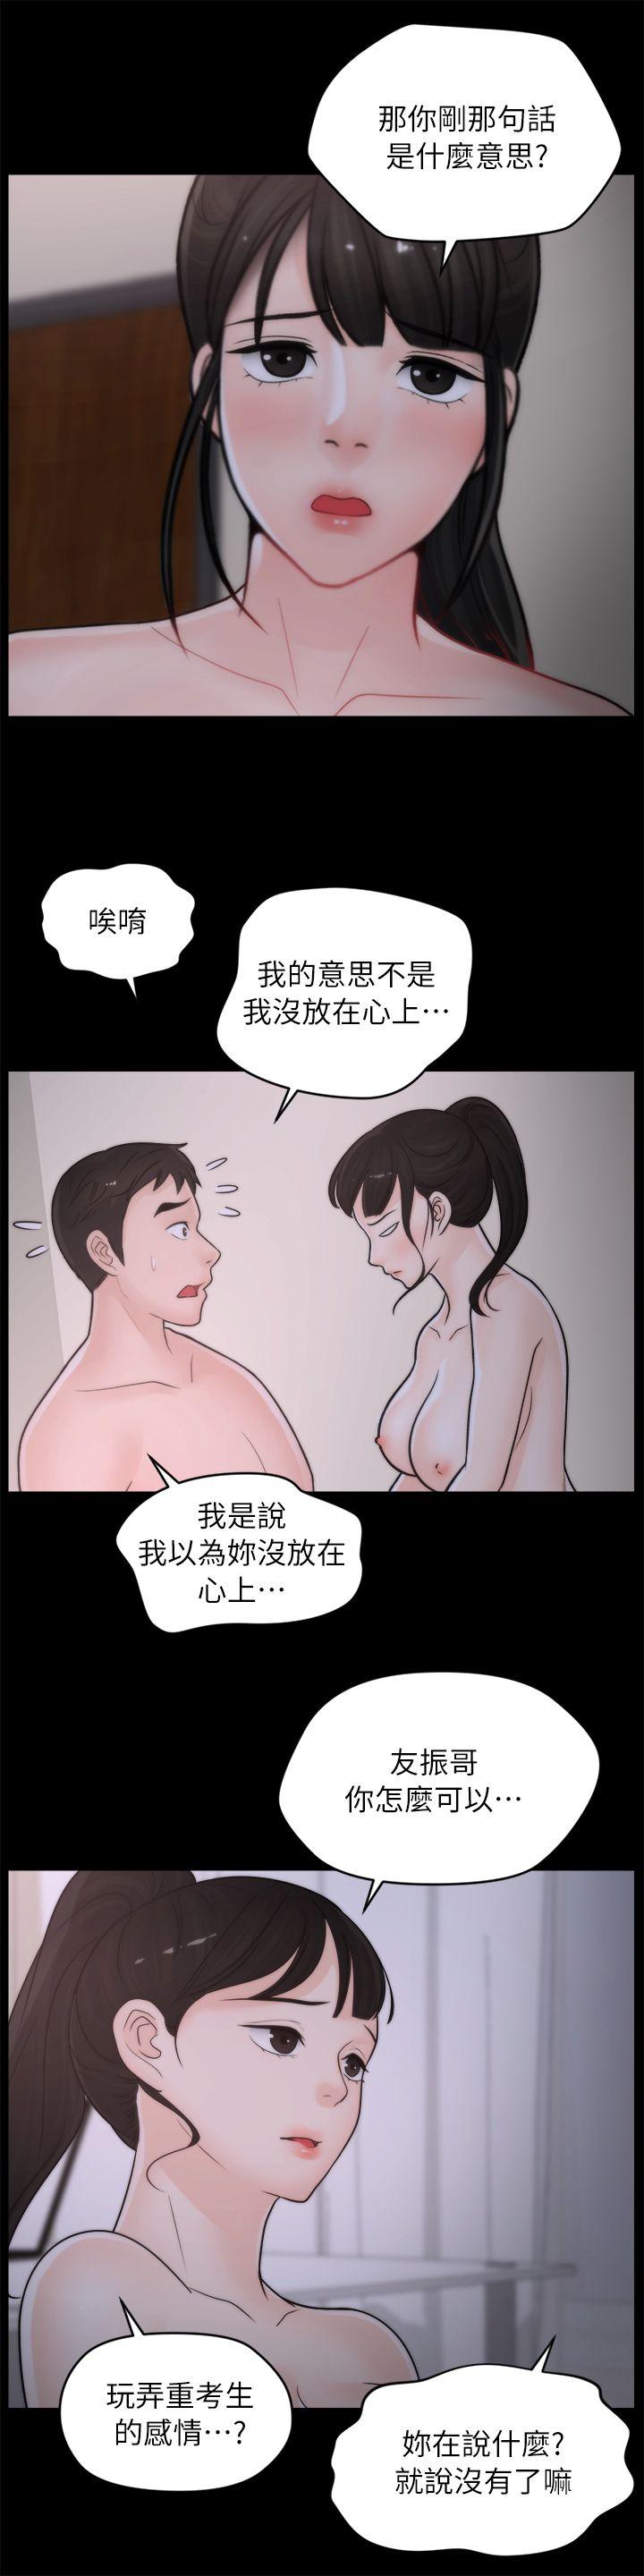 那你剛那句話
是什麼意思?
唉唷
我的意思不是
我沒放在心上…
我是說
我以為妳沒放在
心上…
友振哥
你怎麼可以…
玩弄重考生
的感情…?
妳在說什麼?
就說沒有了嘛